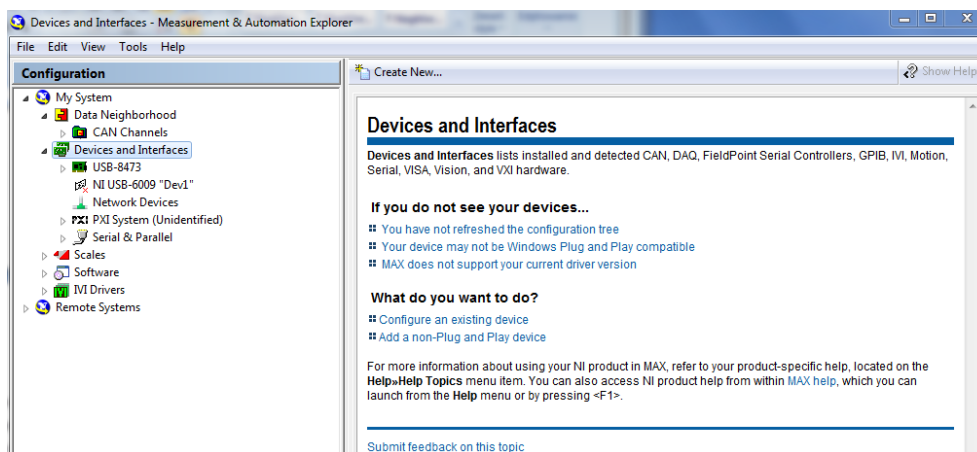 Devices and Interfaces - Measurement & Automation Explorer
File Edit View Tools Help
Configuration
My System
Data Neighborhood
CAN Channels
Devices and Interfaces
USB-8473
NI USB-6009 "Dev1"
Network Devices
PXI PXI System (Unidentified)
Serial & Parallel
Scales
Software
IVI Drivers
Remote Systems
Create New...
Show Help
Devices and Interfaces
Devices and Interfaces lists installed and detected CAN, DAQ, FieldPoint Serial Controllers, GPIB, IVI, Motion,
Serial, VISA, Vision, and VXI hardware.
If you do not see your devices...
You have not refreshed the configuration tree
Your device may not be Windows Plug and Play compatible
MAX does not support your current driver version
What do you want to do?
Configure an existing device
Add a non-Plug and Play device
For more information about using your NI product in MAX, refer to your product-specific help, located on the
Help»Help Topics menu item. You can also access NI product help from within MAX help, which you can
launch from the Help menu or by pressing <F1>.
Submit feedback on this topic